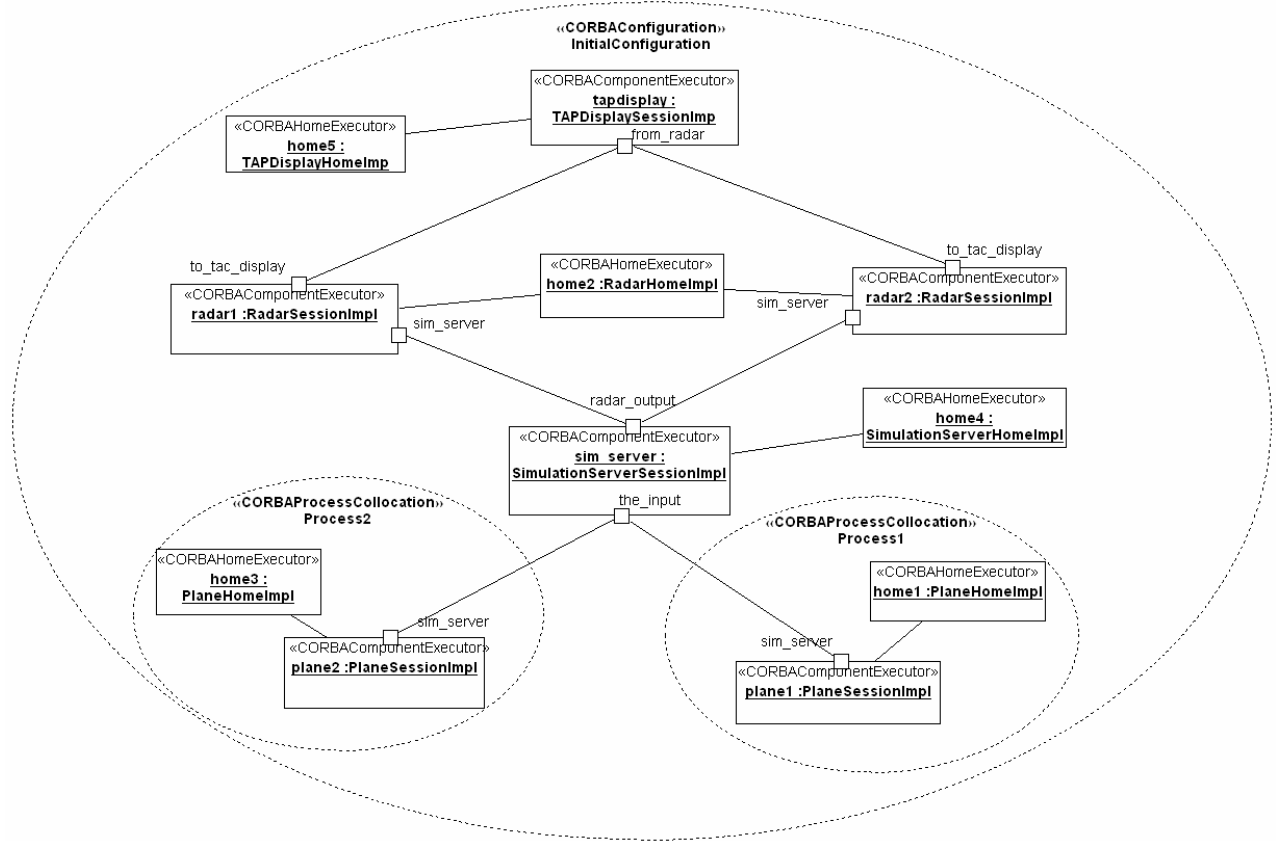 ‹‹CORBAConfiguration››
InitialConfiguration
«CORBAComponentExecutor»
tapdisplay :
TAPDisplaySessionImp
from_radar
«CORBAHomeExecutor»
home5 :
TAPDisplayHomeImp
to_tac_display
«CORBAComponentExecutor»
radar1 :RadarSessionImpl
sim_server
«CORBAHomeExecutor»
home2 :RadarHomeImpl
to_tac_display
«CORBAComponentExecutor»
radar2 :RadarSessionImpl
sim_server
radar_output
«CORBAComponentExecutor»
sim_server :
SimulationServerSessionImpl
the_input
«CORBAHomeExecutor»
home4 :
SimulationServerHomeImpl
‹‹CORBAProcessCollocation››
Process2
«CORBAHomeExecutor»
home3 :
PlaneHomeImpl
sim_server
«CORBAComponentExecutor»
plane2 :PlaneSessionImpl
‹‹CORBAProcessCollocation››
Process1
«CORBAHomeExecutor»
home1 :PlaneHomeImpl
sim_server
«CORBAComponentExecutor»
plane1 :PlaneSessionImpl